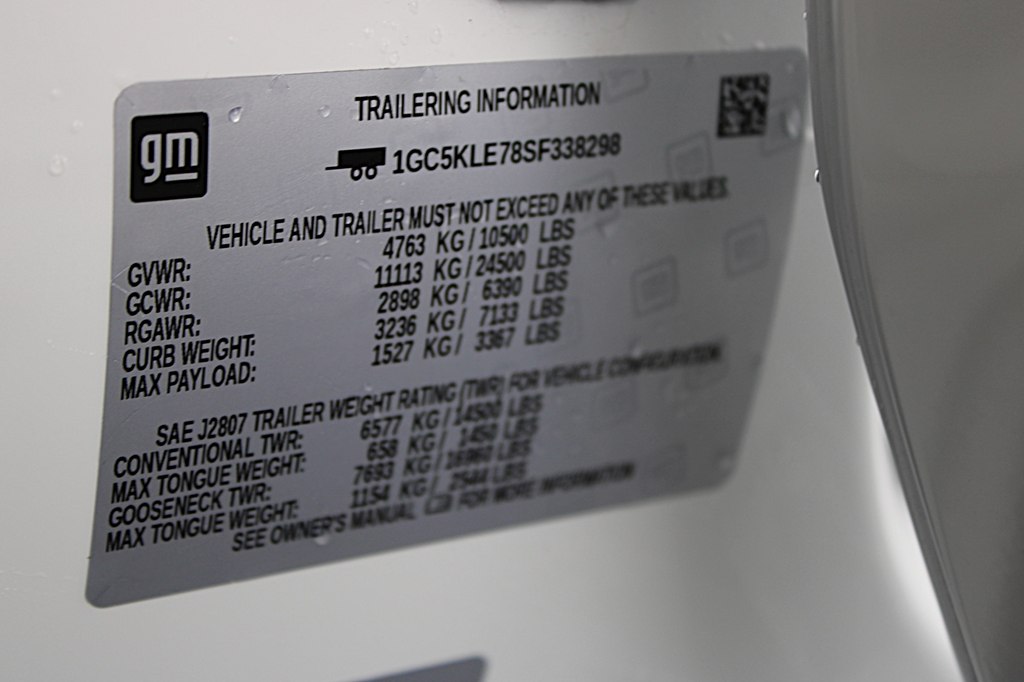 gm
TRAILERING INFORMATION
1GC5KLE78SF338298
VEHICLE AND TRAILER MUST NOT EXCEED ANY OF THESE VALUES.
GVWR: 4763 KG/10500 LBS
GCWR: 11113 KG/24500 LBS
RGAWR: 2898 KG/ 6390 LBS
CURB WEIGHT: 3236 KG/ 7133 LBS
MAX PAYLOAD: 1527 KG/ 3367 LBS
SAE J2807 TRAILER WEIGHT RATING (TWR) FOR VEHICLE CONFIGURATION
CONVENTIONAL TWR: 6577 KG/14500 LBS
MAX TONGUE WEIGHT: 658 KG/ 1450 LBS
GOOSENECK TWR: 7693 KG/16960 LBS
MAX TONGUE WEIGHT: 1154 KG/ 2544 LBS
SEE OWNER'S MANUAL FOR MORE INFORMATION